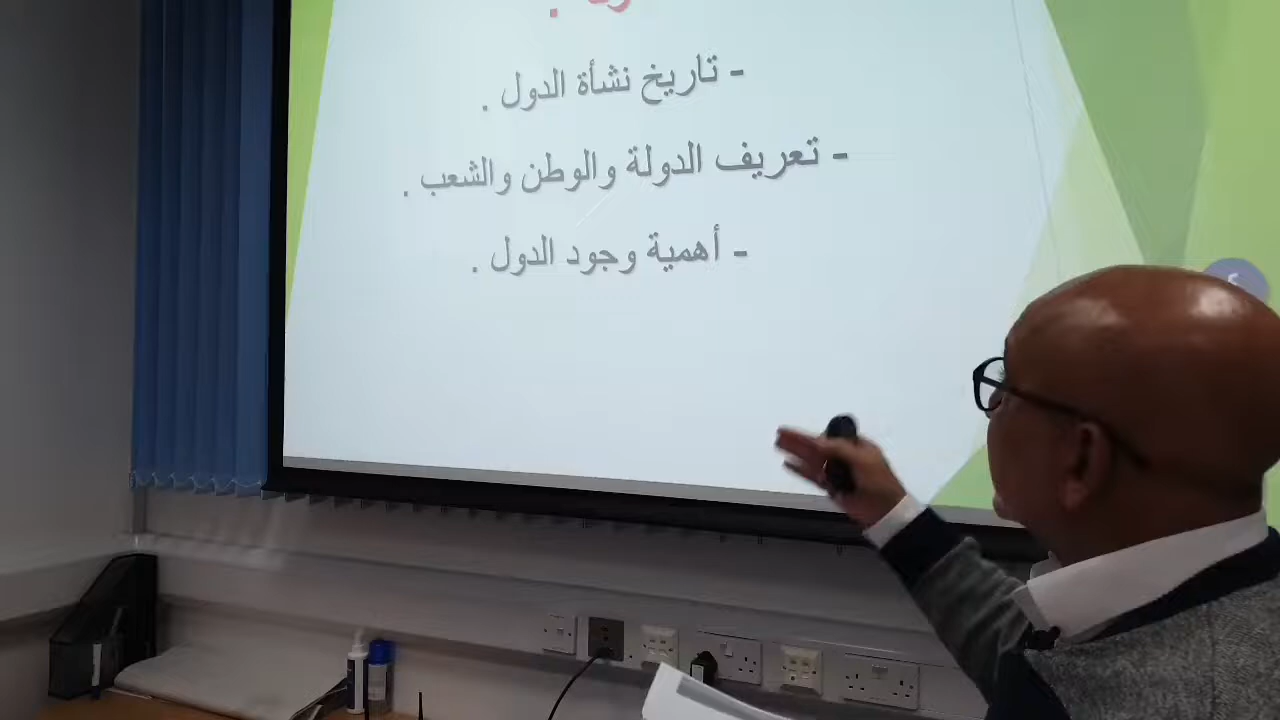 - تاريخ نشأة الدول .
- تعريف الدولة والوطن والشعب .
- أهمية وجود الدول .